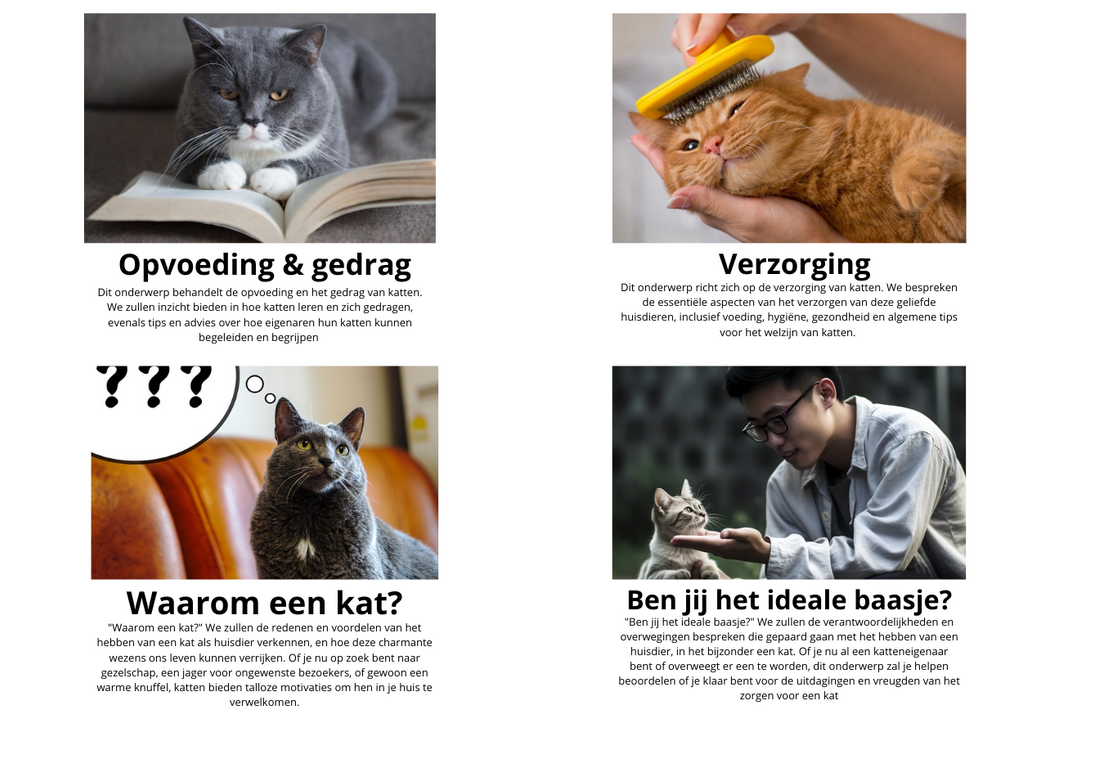 Opvoeding & gedrag
Dit onderwerp behandelt de opvoeding en het gedrag van katten.
We zullen inzicht bieden in hoe katten leren en zich gedragen,
evenals tips en advies over hoe eigenaren hun katten kunnen
begeleiden en begrijpen
Verzorging
Dit onderwerp richt zich op de verzorging van katten. We bespreken
de essentiële aspecten van het verzorgen van deze geliefde
huisdieren, inclusief voeding, hygiëne, gezondheid en algemene tips
voor het welzijn van katten.
???
Waarom een kat?
"Waarom een kat?" We zullen de redenen en voordelen van het
hebben van een kat als huisdier verkennen, en hoe deze charmante
wezens ons leven kunnen verrijken. Of je nu op zoek bent naar
gezelschap, een jager voor ongewenste bezoekers, of gewoon een
warme knuffel, katten bieden talloze motivaties om hen in je huis te
verwelkomen.
Ben jij het ideale baasje?
"Ben jij het ideale baasje?" We zullen de verantwoordelijkheden en
overwegingen bespreken die gepaard gaan met het hebben van een
huisdier, in het bijzonder een kat. Of je nu al een katteneigenaar
bent of overweegt er een te worden, dit onderwerp zal je helpen
beoordelen of je klaar bent voor de uitdagingen en vreugden van het
zorgen voor een kat